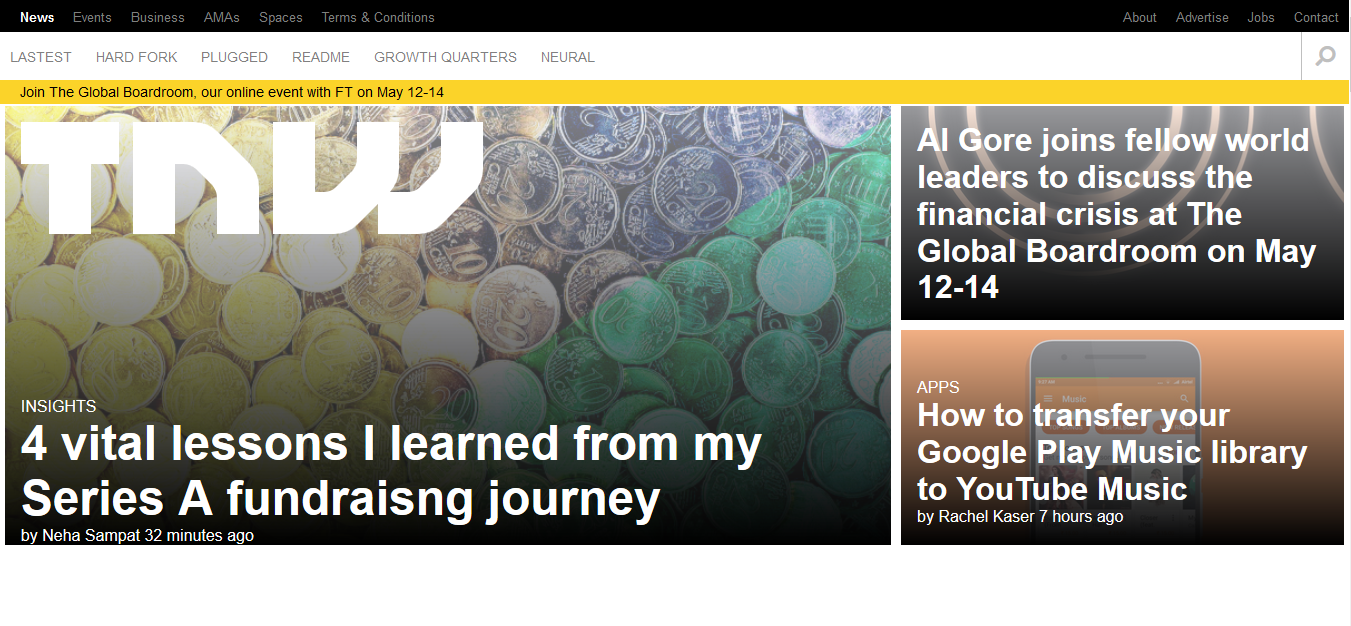 News Events Business AMAs Spaces Terms & Conditions About Advertise Jobs Contact
LASTEST HARD FORK PLUGGED README GROWTH QUARTERS NEURAL
Join The Global Boardroom, our online event with FT on May 12-14
TNW
INSIGHTS
4 vital lessons I learned from my
Series A fundraisng journey
by Neha Sampat 32 minutes ago
Al Gore joins fellow world
leaders to discuss the
financial crisis at The
Global Boardroom on May
12-14
Music
APPS
How to transfer your
Google Play Music library
to YouTube Music
by Rachel Kaser 7 hours ago